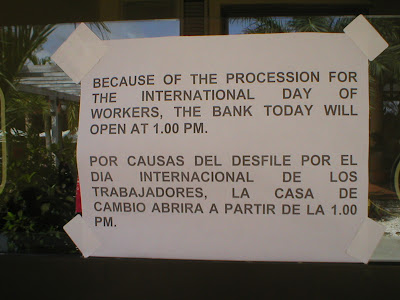 BECAUSE OF THE PROCESSION FOR
THE INTERNATIONAL DAY OF
WORKERS, THE BANK TODAY WILL
OPEN AT 1.00 PM.
POR CAUSAS DEL DESFILE POR EL
DIA INTERNACIONAL DE LOS
TRABAJADORES, LA CASA DE
CAMBIO ABRIRA A PARTIR DE LA 1.00
PM.